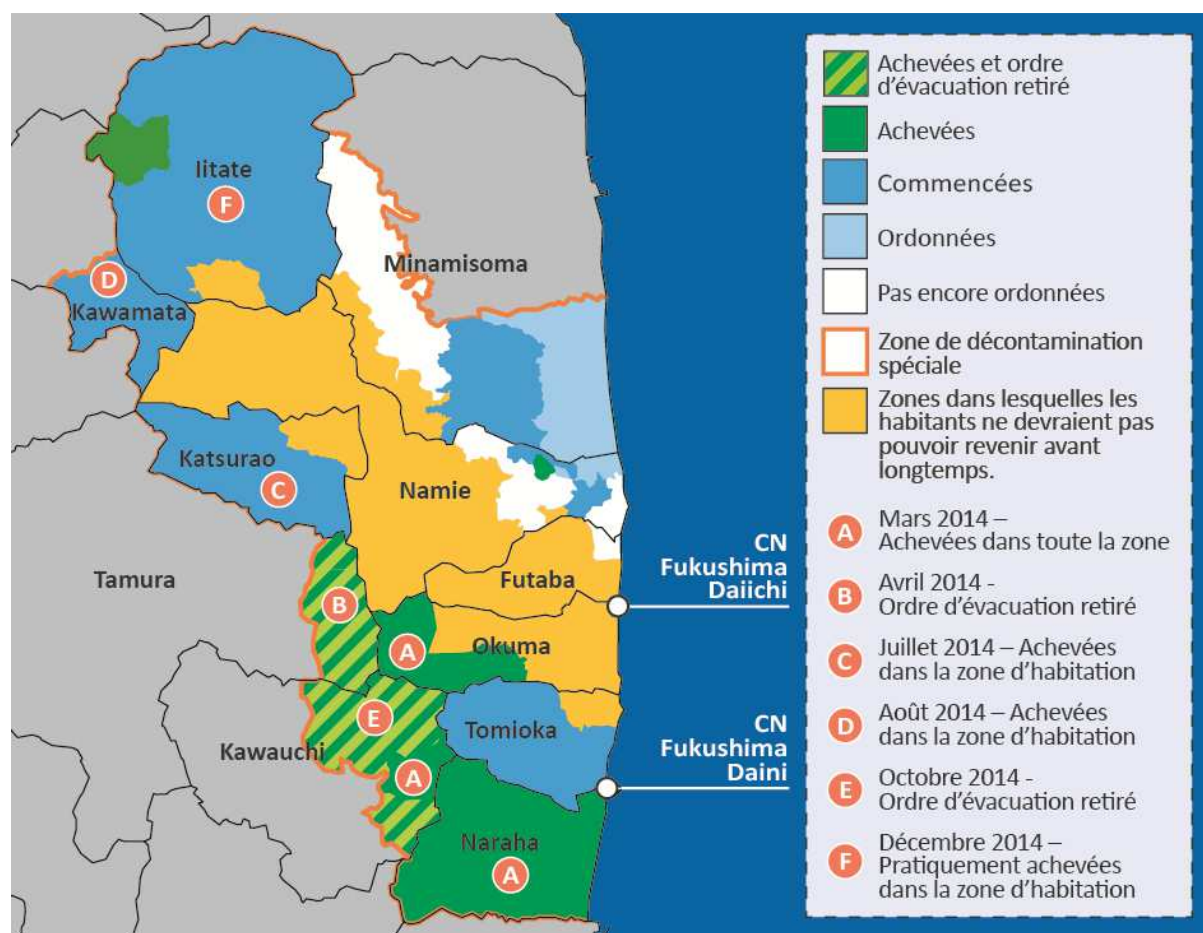 Iitate
F
D
Kawamata
Minamisoma
Katsurao
C
Namie
Tamura
B
Futaba
A
Okuma
E
Tomioka
Kawauchi
A
Naraha
A
CN
Fukushima
Daiichi
CN
Fukushima
Daini
Achevées et ordre
d’évacuation retiré
Achevées
Commencées
Ordonnées
Pas encore ordonnées
Zone de décontamination
spéciale
Zones dans lesquelles les
habitants ne devraient pas
pouvoir revenir avant
longtemps.
A
Mars 2014 –
Achevées dans toute la zone
B
Avril 2014 -
Ordre d’évacuation retiré
C
Juillet 2014 – Achevées
dans la zone d’habitation
D
Août 2014 – Achevées
dans la zone d’habitation
E
Octobre 2014 -
Ordre d’évacuation retiré
F
Décembre 2014 –
Pratiquement achevées
dans la zone d’habitation